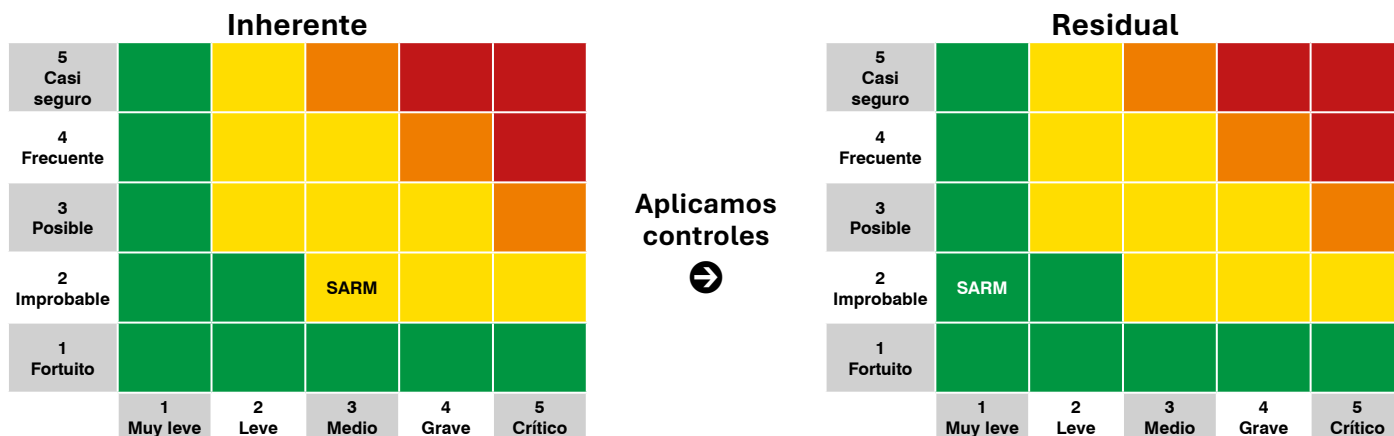 Inherente
5
Casi
seguro
4
Frecuente
3
Posible
2
Improbable
SARM
1
Fortuito
1
Muy leve
2
Leve
3
Medio
4
Grave
5
Crítico
Aplicamos
controles
Residual
5
Casi
seguro
4
Frecuente
3
Posible
2
Improbable
SARM
1
Fortuito
1
Muy leve
2
Leve
3
Medio
4
Grave
5
Crítico